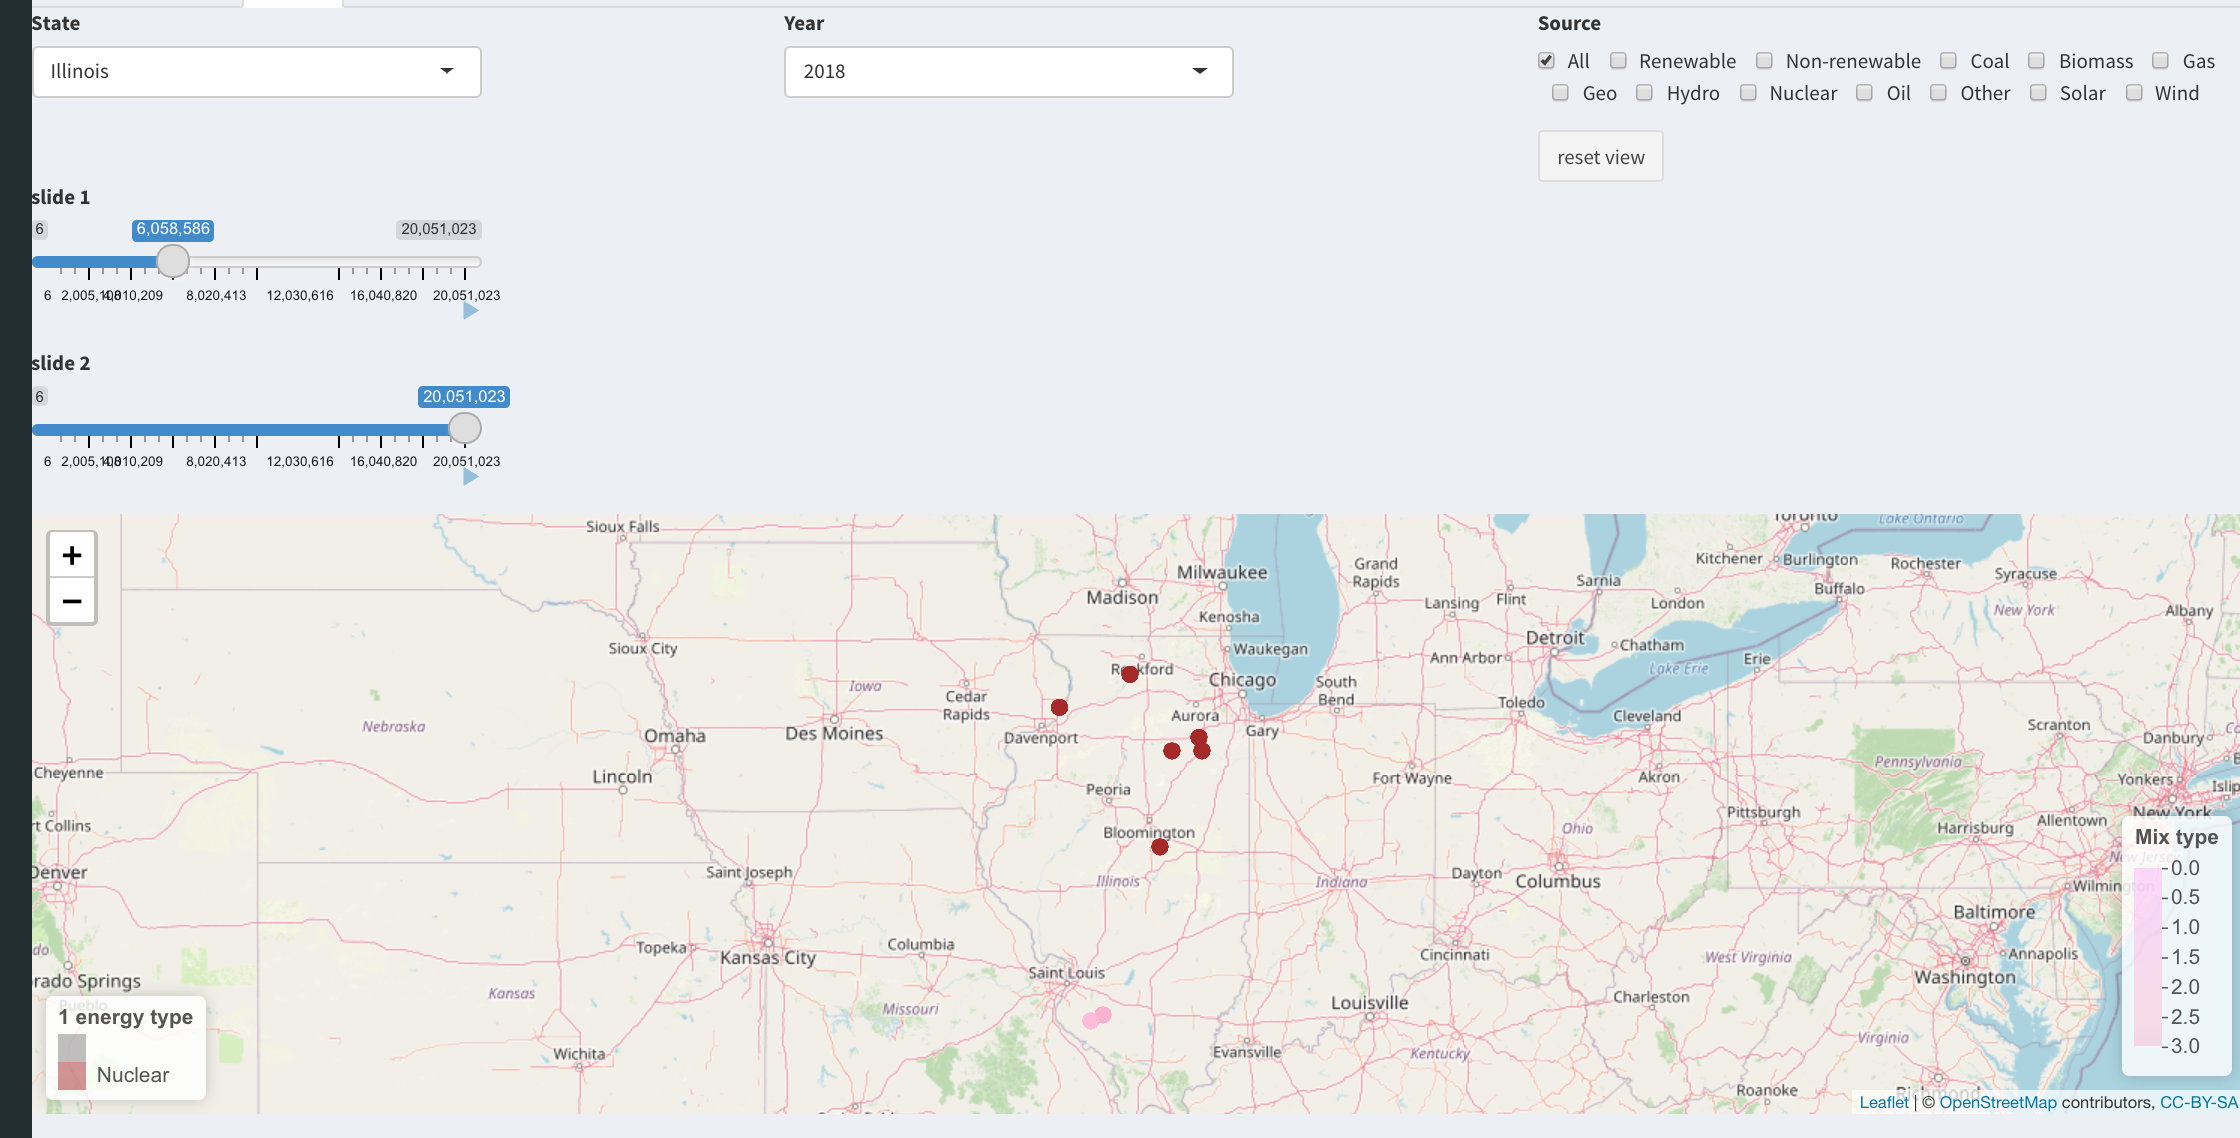 State
Year
Source
Illinois
2018
All Renewable Non-renewable Coal Biomass Gas
Geo Hydro Nuclear Oil Other Solar Wind
reset view
slide 1
6 6,058,586 20,051,023
6 4,010,209 8,020,413 12,030,616 16,040,820 20,051,023
slide 2
6 20,051,023
6 4,010,209 8,020,413 12,030,616 16,040,820 20,051,023
+
−
Sioux Falls
Toronto
Lake Ontario
Milwaukee
Grand
Rapids
Kitchener
Burlington
Rochester
Syracuse
Sarnia
Buffalo
Madison
Lansing
Flint
London
New York
Albany
Kenosha
Sioux City
Waukegan
Detroit
Chatham
Ann Arbor
Lake Erie
Erie
Rockford
Chicago
South
Bend
Iowa
Cedar
Rapids
Toledo
Aurora
Cleveland
Scranton
Nebraska
Omaha
Des Moines
Davenport
Gary
Danbury
Pennsylvania
Cheyenne
Lincoln
Fort Wayne
Akron
Yonkers
Islip
Peoria
Pittsburgh
New York
rt Collins
Bloomington
Ohio
Harrisburg
Allentown
Mix type
New Jersey
Denver
Saint Joseph
Illinois
Indiana
Dayton
Columbus
Wilmington
0.0
0.5
1.0
1.5
2.0
2.5
3.0
Baltimore
Topeka
Kansas City
Columbia
Cincinnati
West Virginia
Annapolis
do
rado Springs
Saint Louis
Washington
Kansas
Missouri
Louisville
Charleston
Pueblo
1 energy type
Nuclear
Wichita
Evansville
Kentucky
Virginia
Roanoke
Richmond
Leaflet | © OpenStreetMap contributors, CC-BY-SA